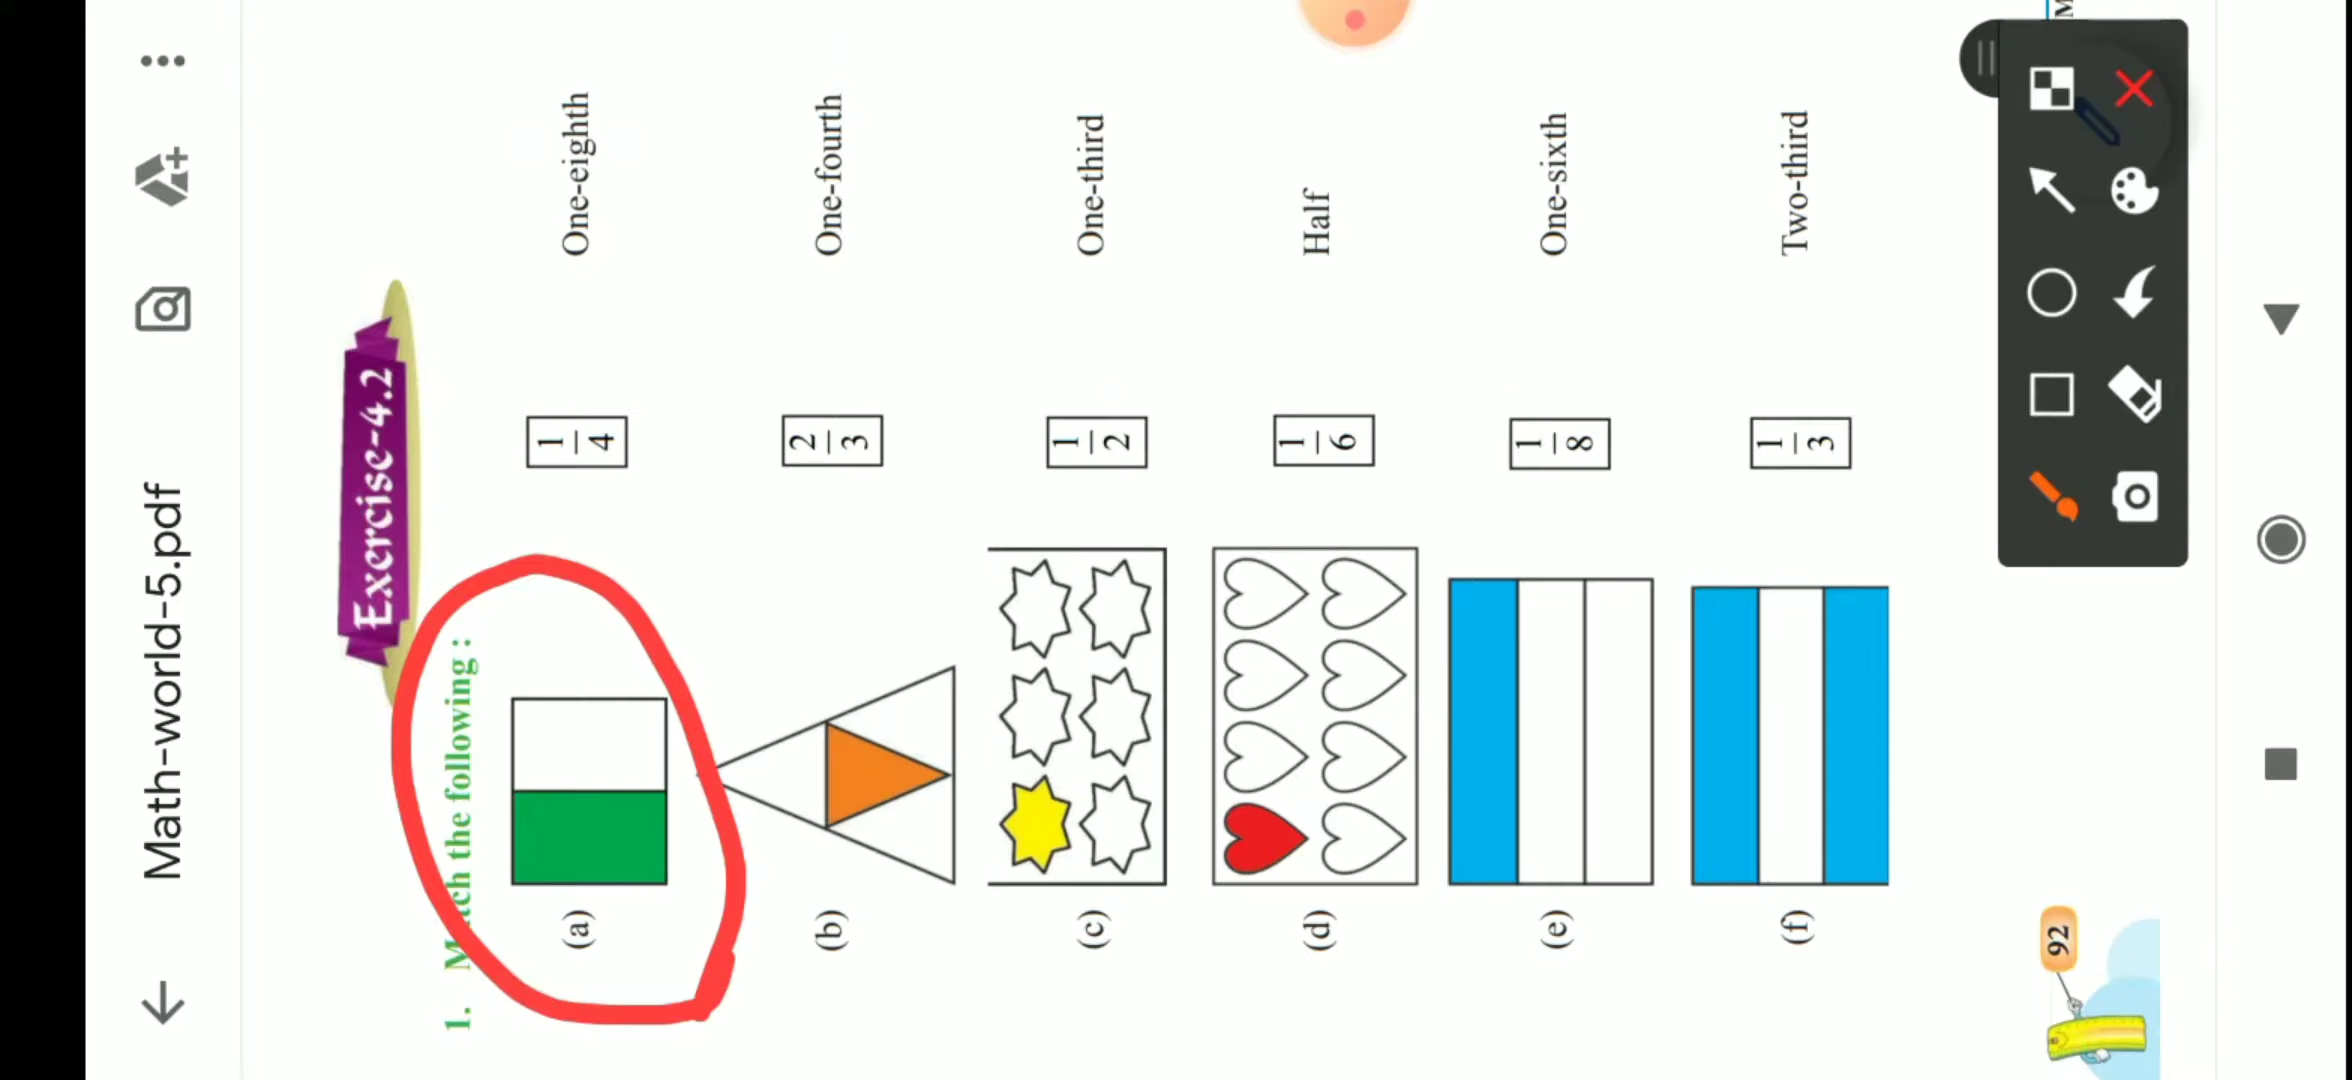 Math-world-5.pdf
Exercise-4.2
1. Match the following :
(a) 1/4 One-eighth
(b) 2/3 One-fourth
(c) 1/2 One-third
(d) 1/6 Half
(e) 1/8 One-sixth
(f) 1/3 Two-third
92